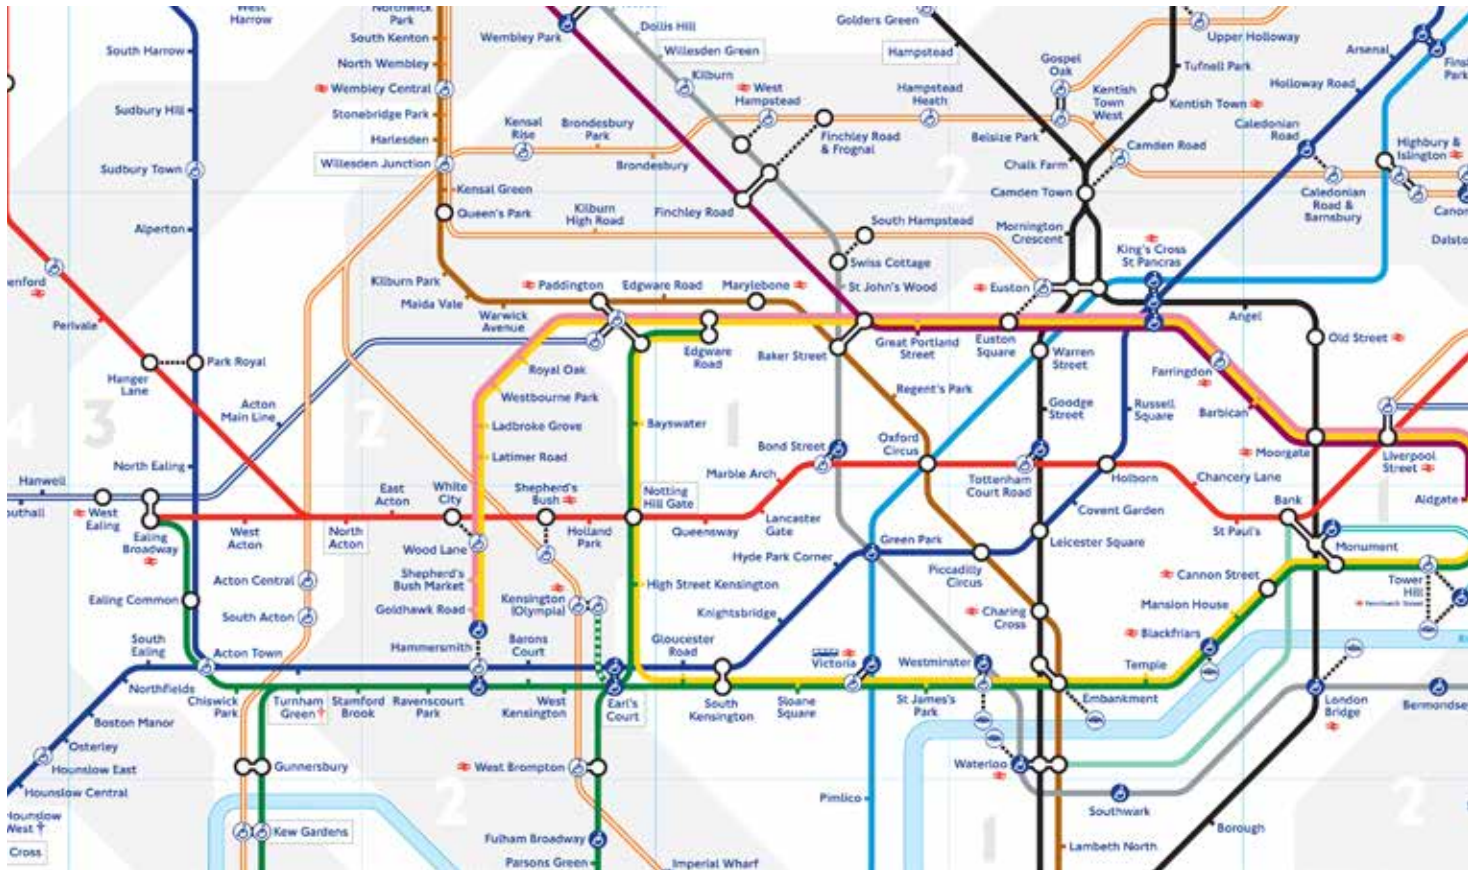 West
Harrow
South Harrow
Sudbury Hill
Sudbury Town
Alperton
Park Royal
Hanger
Lane
Perivale
North Ealing
Hanwell
West
Ealing
Ealing
Broadway
Ealing Common
South
Ealing
Northfields
Boston Manor
Osterley
Hounslow East
Hounslow Central
Cross
Northwick
Park
South Kenton
North Wembley
Wembley Central
Stonebridge Park
Harlesden
Willesden Junction
Kensal Green
Queen's Park
Kilburn Park
Maida Vale
Warwick
Avenue
Paddington
Edgware Road
Marylebone
Kensal
Rise
Brondesbury
Park
Brondesbury
Kilburn
High Road
Wembley Park
Dollis Hill
Willesden Green
Kilburn
West
Hampstead
Finchley Road
& Frognal
Finchley Road
Hampstead
Heath
South Hampstead
Swiss Cottage
St John's Wood
Golders Green
Hampstead
Belsize Park
Chalk Farm
Camden Town
Mornington
Crescent
Gospel
Oak
Kentish
Town
West
Upper Holloway
Tufnell Park
Kentish Town
Camden Road
Arsenal
Holloway Road
Caledonian
Road
Caledonian
Road &
Barnsbury
Highbury &
Islington
King's Cross
St Pancras
Euston
Angel
Old Street
Euston
Square
Great Portland
Street
Baker Street
Edgware
Road
Royal Oak
Westbourne Park
Ladbroke Grove
Latimer Road
Bayswater
Warren
Street
Goodge
Street
Russell
Square
Regent's Park
Farringdon
Barbican
Moorgate
Liverpool
Street
Aldgate
Acton
Main Line
Bond Street
Oxford
Circus
Marble Arch
Tottenham
Court Road
Holborn
Chancery Lane
Bank
St Paul's
Covent Garden
Leicester Square
Monument
Tower
Hill
Cannon Street
Mansion House
Blackfriars
Temple
West
Acton
North
Acton
East
Acton
White
City
Shepherd's
Bush
Holland
Park
Notting
Hill Gate
Queensway
Lancaster
Gate
Wood Lane
Shepherd's
Bush Market
Goldhawk Road
Hammersmith
Kensington
(Olympia)
High Street Kensington
Hyde Park Corner
Green Park
Knightsbridge
Piccadilly
Circus
Charing
Cross
Acton Central
South Acton
Acton Town
Chiswick
Park
Turnham
Green
Stamford
Brook
Ravenscourt
Park
Barons
Court
West
Kensington
Earl's
Court
Gloucester
Road
South
Kensington
Sloane
Square
Victoria
St James's
Park
Westminster
Embankment
Waterloo
Southwark
London
Bridge
Borough
Lambeth North
Pimlico
Gunnersbury
Kew Gardens
West Brompton
Fulham Broadway
Parsons Green
Imperial Wharf
4
3
2
2
2
2
1
1
1
2